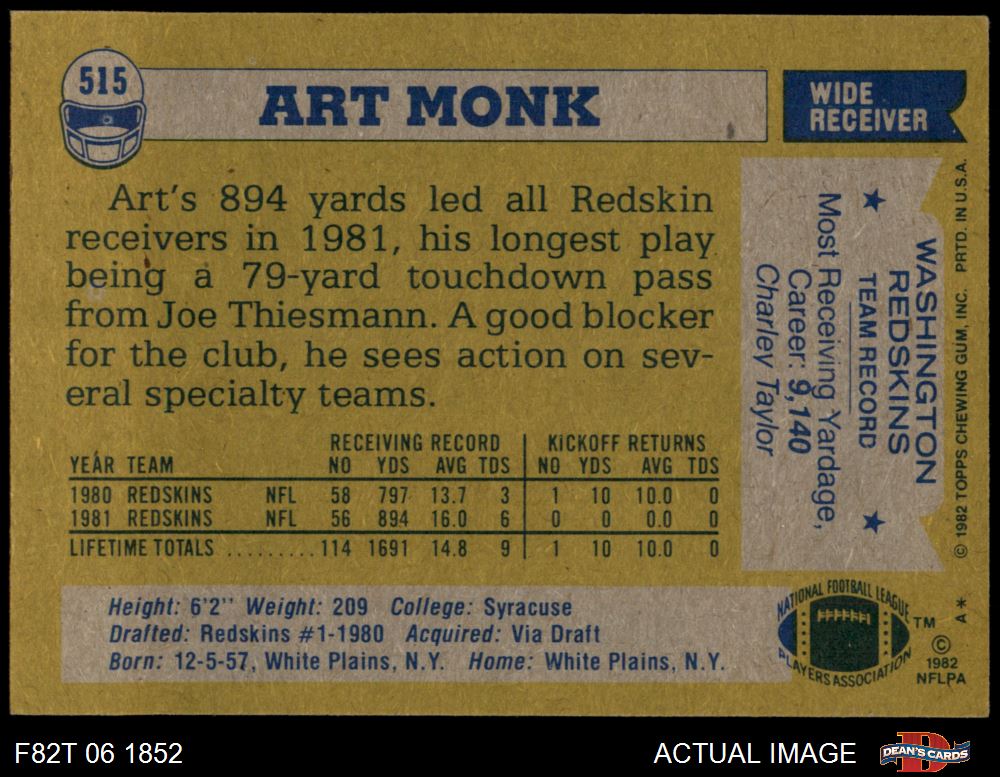 515
ART MONK
WIDE
RECEIVER
Art's 894 yards led all Redskin
receivers in 1981, his longest play
being a 79-yard touchdown pass
from Joe Thiesmann. A good blocker
for the club, he sees action on sev-
eral specialty teams.
RECEIVING RECORD KICKOFF RETURNS
YEAR TEAM NO YDS AVG TDS NO YDS AVG TDS
1980 REDSKINS NFL 58 797 13.7 3 1 10 10.0 0
1981 REDSKINS NFL 56 894 16.0 6 0 0 0.0 0
LIFETIME TOTALS .........114 1691 14.8 9 1 10 10.0 0
Height: 6'2" Weight: 209 College: Syracuse
Drafted: Redskins #1-1980 Acquired: Via Draft
Born: 12-5-57, White Plains, N.Y. Home: White Plains, N.Y.
WASHINGTON
REDSKINS
★ TEAM RECORD ★
Most Receiving Yardage,
Career: 9,140
Charley Taylor
© 1982 TOPPS CHEWING GUM, INC. PRTD. IN U.S.A.
A*
NATIONAL FOOTBALL LEAGUE
PLAYERS ASSOCIATION
TM
©
1982
NFLPA
F82T 06 1852
ACTUAL IMAGE
D
DEAN'S CARDS